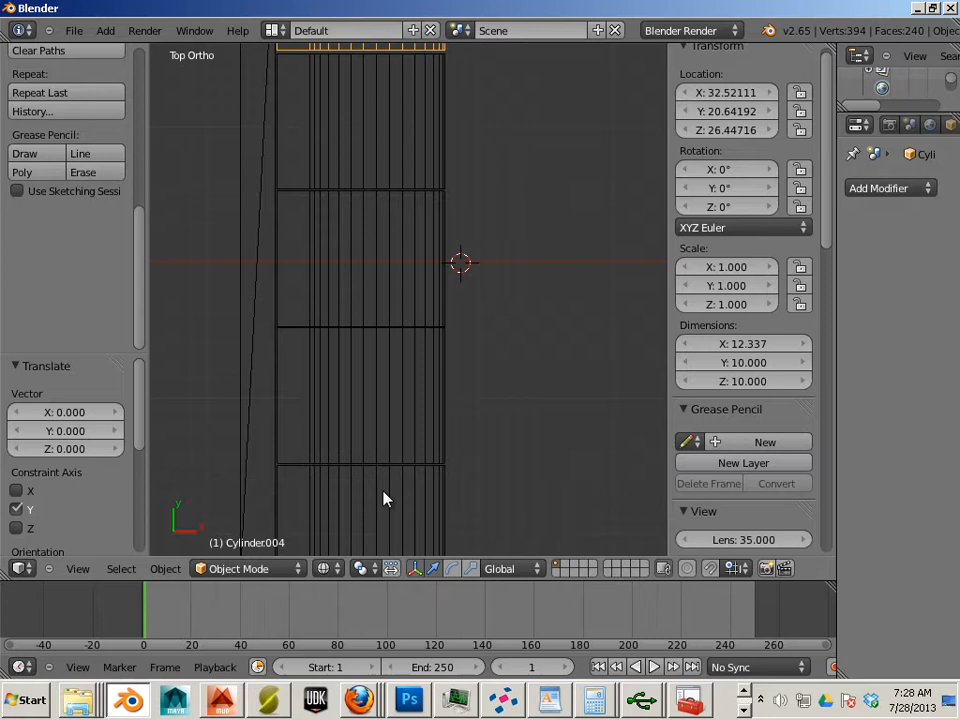 Blender
File Add Render Window Help Default Scene Blender Render v2.65 | Verts:394 | Faces:240 | Objec
Clear Paths
Repeat:
Repeat Last
History...
Grease Pencil:
Draw Line
Poly Erase
Use Sketching Sessi
Translate
Vector
X: 0.000
Y: 0.000
Z: 0.000
Constraint Axis
X
Y
Z
Orientation
Top Ortho
y
x
(1) Cylinder.004
Transform
Location:
X: 32.52111
Y: 20.64192
Z: 26.44716
Rotation:
X: 0°
Y: 0°
Z: 0°
XYZ Euler
Scale:
X: 1.000
Y: 1.000
Z: 1.000
Dimensions:
X: 12.337
Y: 10.000
Z: 10.000
Grease Pencil
New
New Layer
Delete Frame Convert
View
Lens: 35.000
View Sear
Cyli
Add Modifier
View Select Object Object Mode Global
-40 -20 0 20 40 60 80 100 120 140 160 180 200 220 240 260
View Marker Frame Playback Start: 1 End: 250 1 No Sync
Start UDK Ps
7:28 AM
7/28/2013